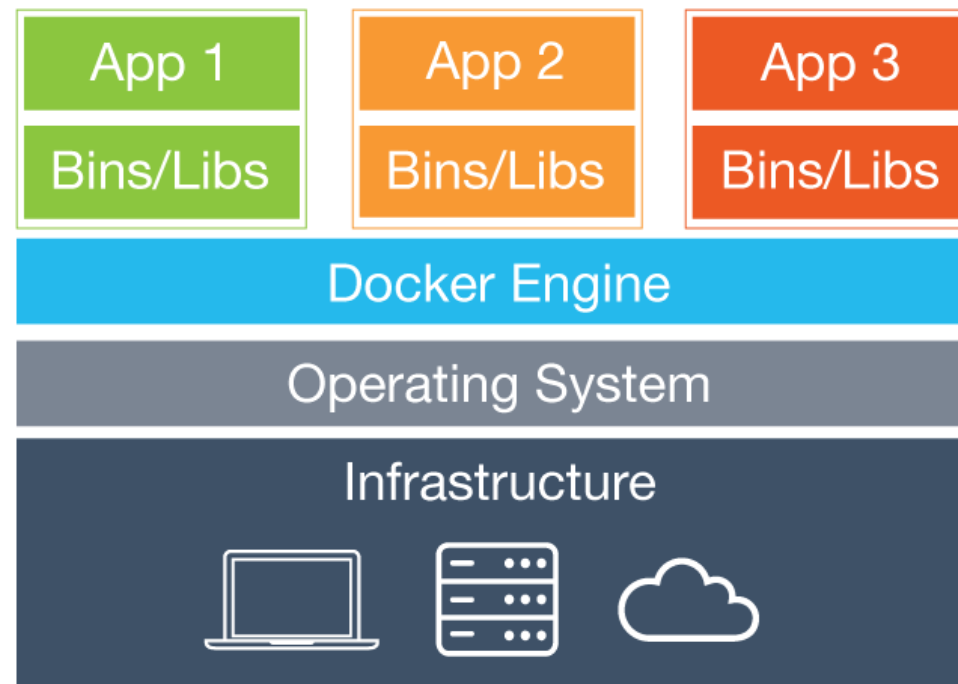 App 1
App 2
App 3
Bins/Libs
Bins/Libs
Bins/Libs
Docker Engine
Operating System
Infrastructure